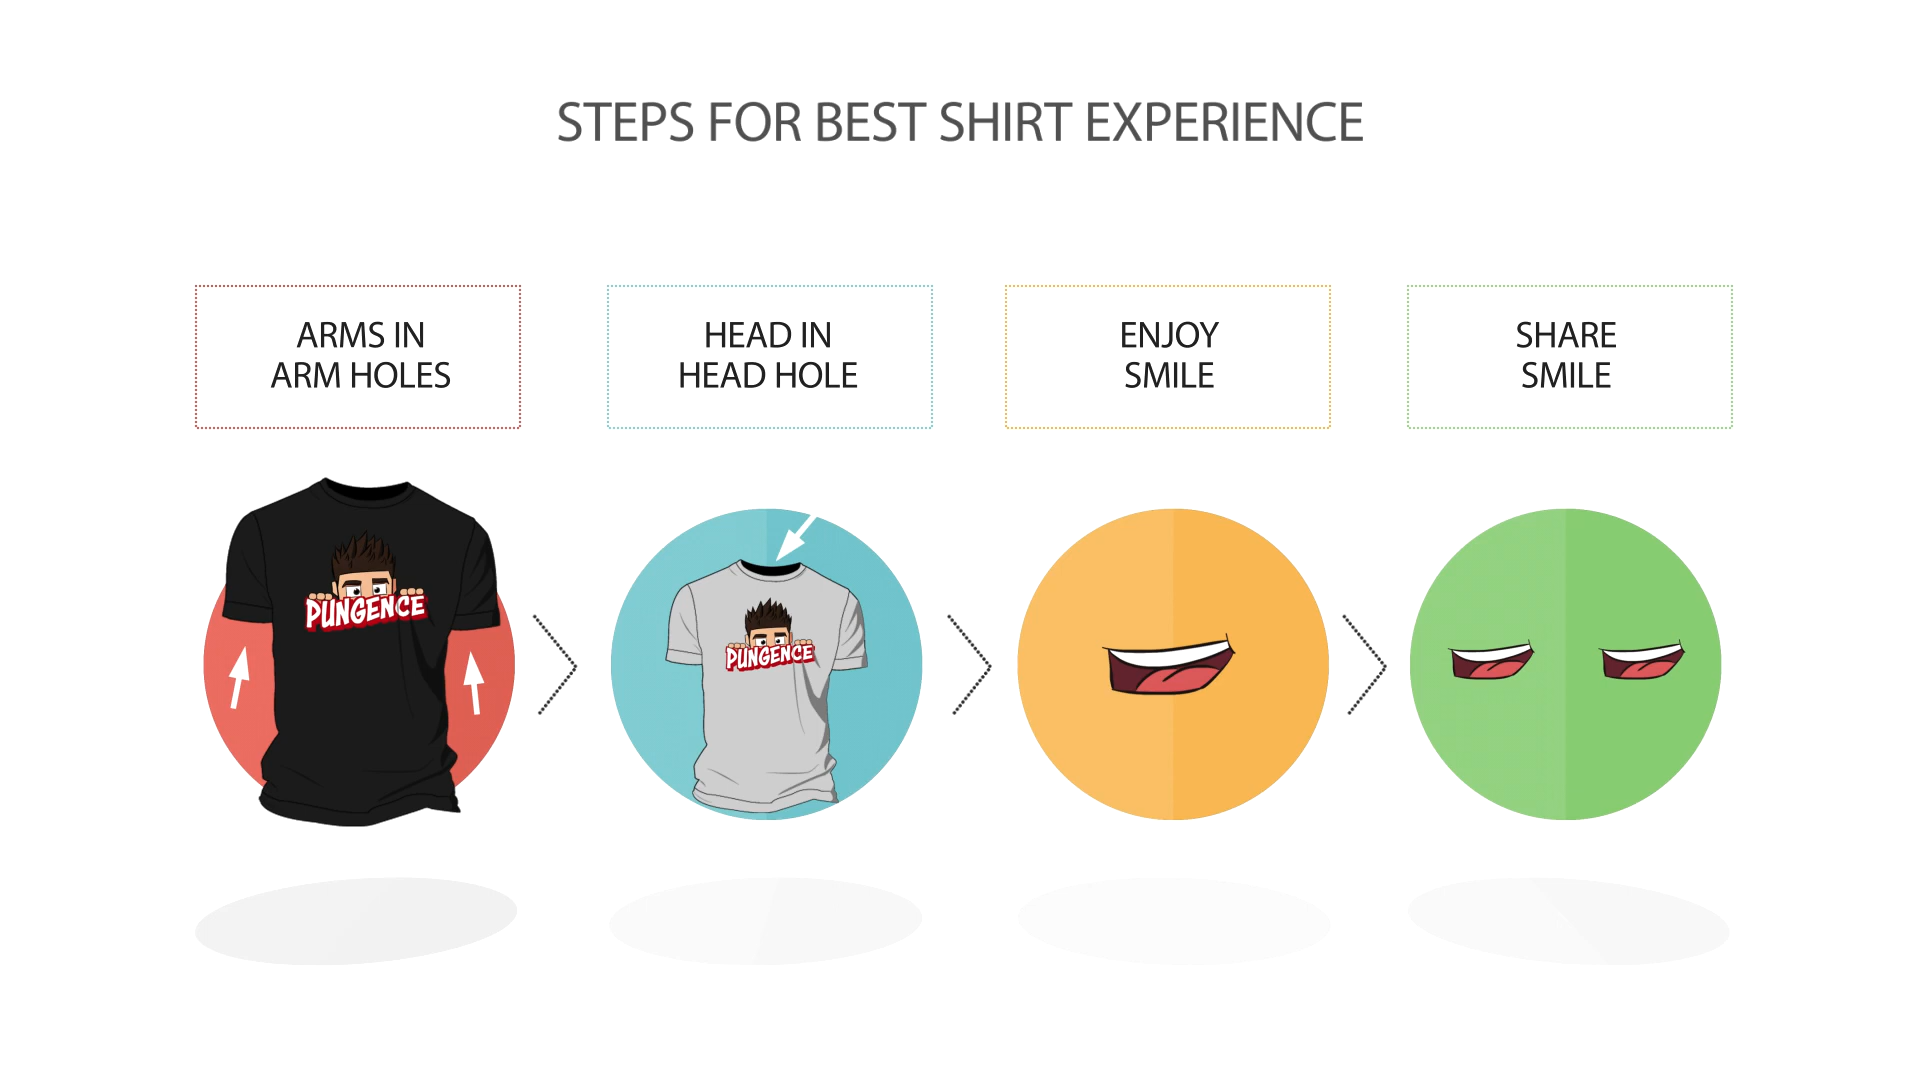 STEPS FOR BEST SHIRT EXPERIENCE
ARMS IN
ARM HOLES
HEAD IN
HEAD HOLE
ENJOY
SMILE
SHARE
SMILE
PUNGENCE
PUNGENCE